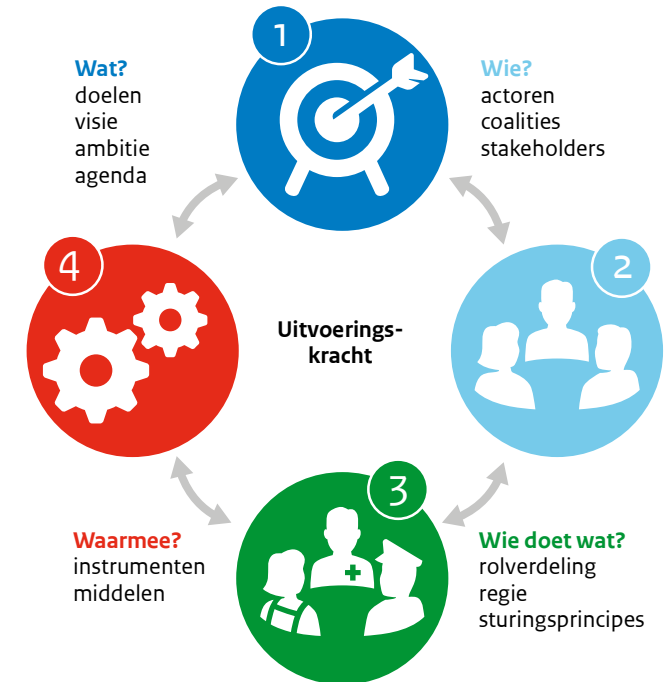 1
Wat?
doelen
visie
ambitie
agenda
Wie?
actoren
coalities
stakeholders
4
2
Uitvoerings-
kracht
3
Waarmee?
instrumenten
middelen
Wie doet wat?
rolverdeling
regie
sturingsprincipes